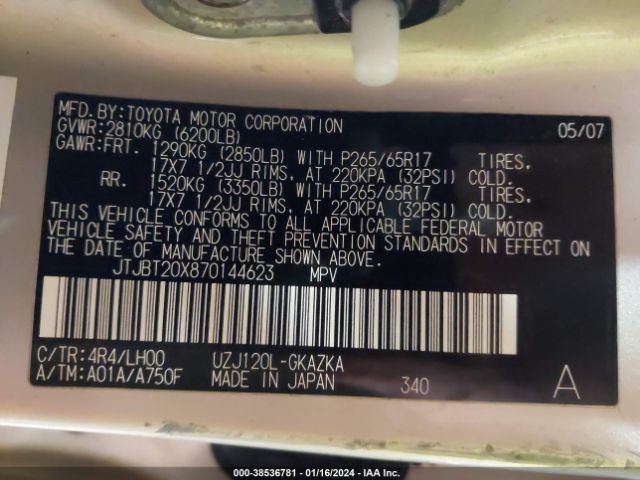 MFD.BY:TOYOTA MOTOR CORPORATION 05/07
GVWR:2810KG (6200LB)
GAWR:FRT. 1290KG (2850LB) WITH P265/65R17 TIRES,
17X7 1/2JJ RIMS, AT 220KPA (32PSI) COLD.
RR. 1520KG (3350LB) WITH P265/65R17 TIRES,
17X7 1/2JJ RIMS, AT 220KPA (32PSI) COLD.
THIS VEHICLE CONFORMS TO ALL APPLICABLE FEDERAL MOTOR
VEHICLE SAFETY AND THEFT PREVENTION STANDARDS IN EFFECT ON
THE DATE OF MANUFACTURE SHOWN ABOVE.
JTJBT20X870144623 MPV
C/TR:4R4/LH00 UZJ120L-GKAZKA
A/TM:A01A/A750F MADE IN JAPAN 340 A
000-38536781 - 01/16/2024 - IAA Inc.